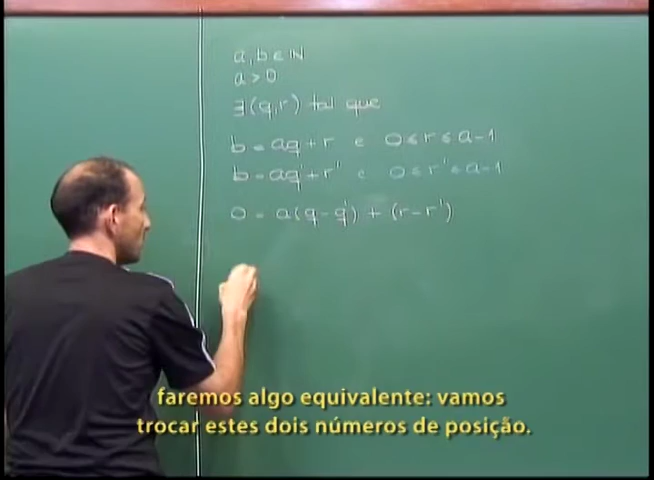 a, b ∈ ℕ
a > 0
∃ (q, r) tal que
b = aq + r e 0 ≤ r ≤ a - 1
b = aq' + r' e 0 ≤ r' ≤ a - 1
0 = a(q - q') + (r - r')
faremos algo equivalente: vamos
trocar estes dois números de posição.